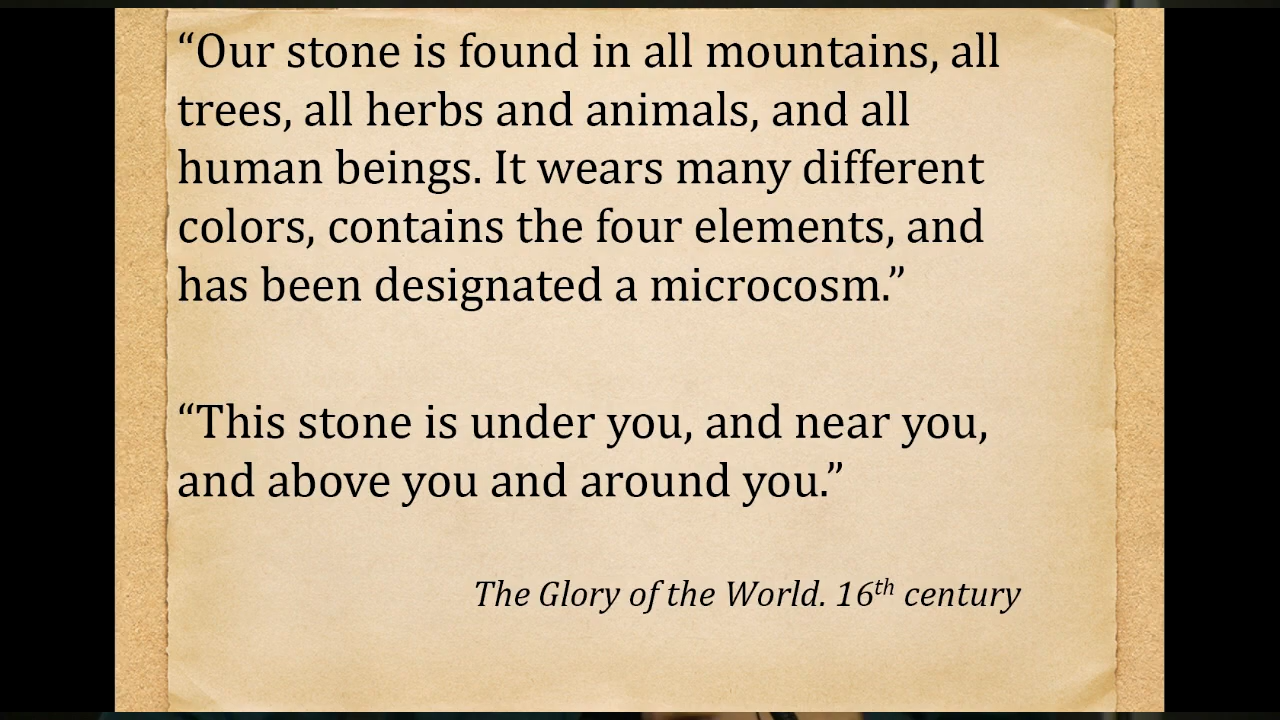 “Our stone is found in all mountains, all
trees, all herbs and animals, and all
human beings. It wears many different
colors, contains the four elements, and
has been designated a microcosm.”
“This stone is under you, and near you,
and above you and around you.”
The Glory of the World. 16th century